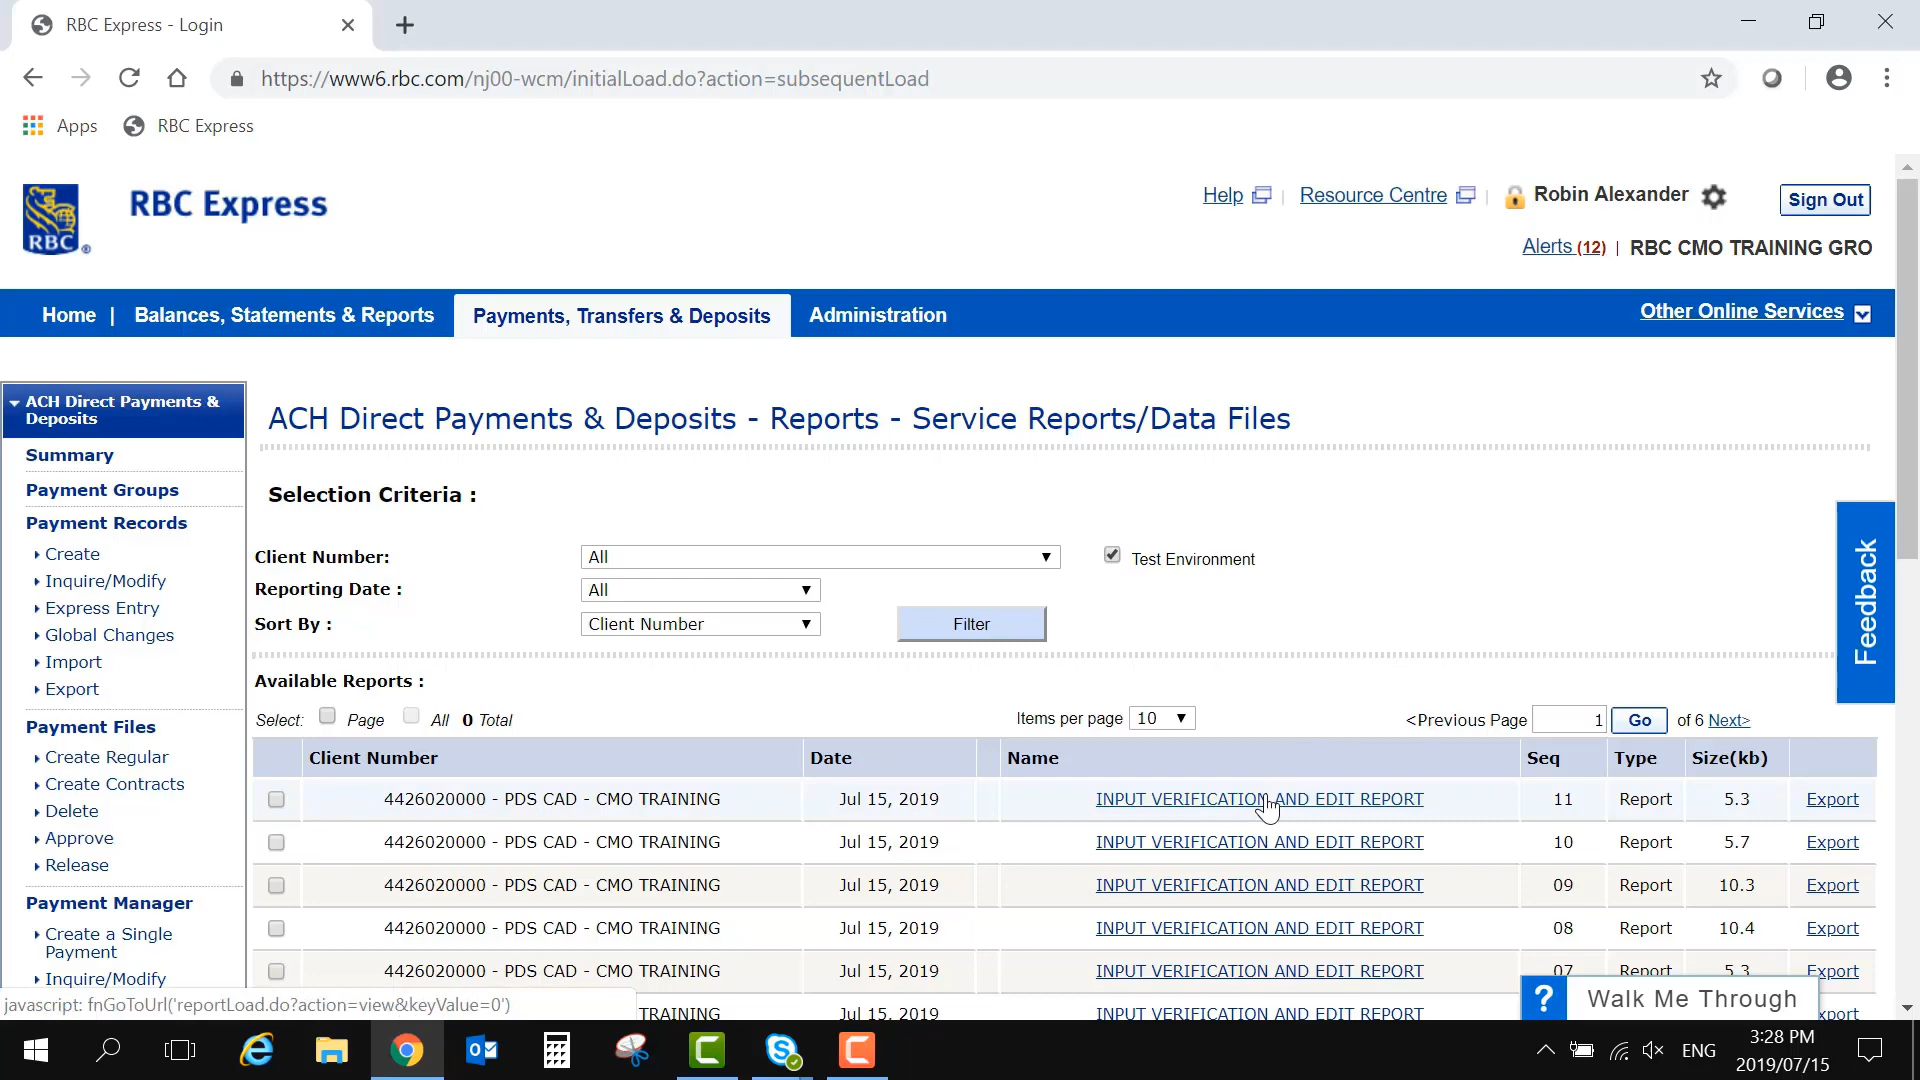 RBC Express - Login
https://www6.rbc.com/nj00-wcm/initialLoad.do?action=subsequentLoad
Apps RBC Express
RBC ®
RBC Express
Help | Resource Centre | Robin Alexander Sign Out
Alerts (12) | RBC CMO TRAINING GRO
Home | Balances, Statements & Reports Payments, Transfers & Deposits Administration Other Online Services
ACH Direct Payments &
Deposits
Summary
Payment Groups
Payment Records
Create
Inquire/Modify
Express Entry
Global Changes
Import
Export
Payment Files
Create Regular
Create Contracts
Delete
Approve
Release
Payment Manager
Create a Single
Payment
Inquire/Modify
ACH Direct Payments & Deposits - Reports - Service Reports/Data Files
Selection Criteria :
Client Number: All Test Environment
Reporting Date : All
Sort By : Client Number Filter
Available Reports :
Select: Page All 0 Total Items per page 10 <Previous Page 1 Go of 6 Next>
Client Number Date Name Seq Type Size(kb)
4426020000 - PDS CAD - CMO TRAINING Jul 15, 2019 INPUT VERIFICATION AND EDIT REPORT 11 Report 5.3 Export
4426020000 - PDS CAD - CMO TRAINING Jul 15, 2019 INPUT VERIFICATION AND EDIT REPORT 10 Report 5.7 Export
4426020000 - PDS CAD - CMO TRAINING Jul 15, 2019 INPUT VERIFICATION AND EDIT REPORT 09 Report 10.3 Export
4426020000 - PDS CAD - CMO TRAINING Jul 15, 2019 INPUT VERIFICATION AND EDIT REPORT 08 Report 10.4 Export
4426020000 - PDS CAD - CMO TRAINING Jul 15, 2019 INPUT VERIFICATION AND EDIT REPORT 07 Report 5.3 Export
TRAINING Jul 15, 2019 INPUT VERIFICATION AND EDIT REPORT xport
Feedback
? Walk Me Through
javascript: fnGoToUrl('reportLoad.do?action=view&keyValue=0')
ENG
3:28 PM
2019/07/15